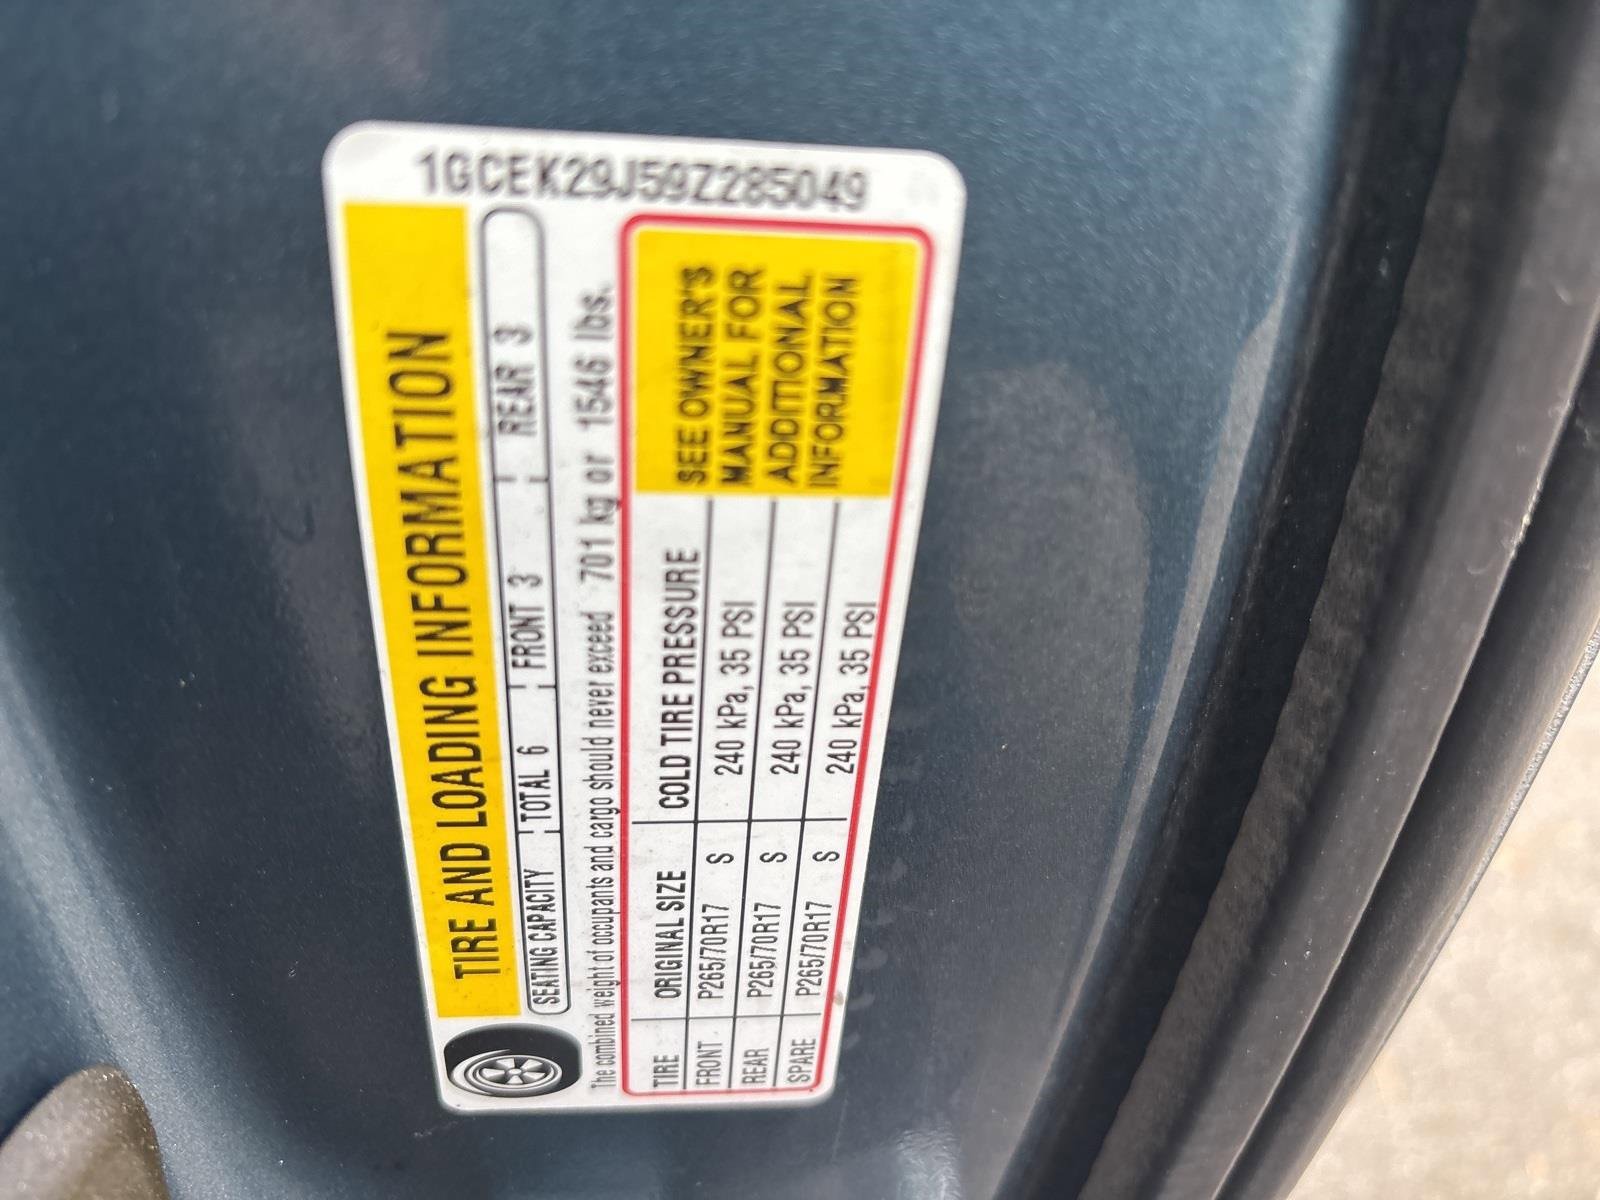 1GCEK29J59Z285049
TIRE AND LOADING INFORMATION
SEATING CAPACITY TOTAL 6 FRONT 3 REAR 3
The combined weight of occupants and cargo should never exceed 701 kg or 1546 lbs.
TIRE ORIGINAL SIZE COLD TIRE PRESSURE
FRONT P265/70R17 S 240 kPa, 35 PSI
REAR P265/70R17 S 240 kPa, 35 PSI
SPARE P265/70R17 S 240 kPa, 35 PSI
SEE OWNER'S
MANUAL FOR
ADDITIONAL
INFORMATION